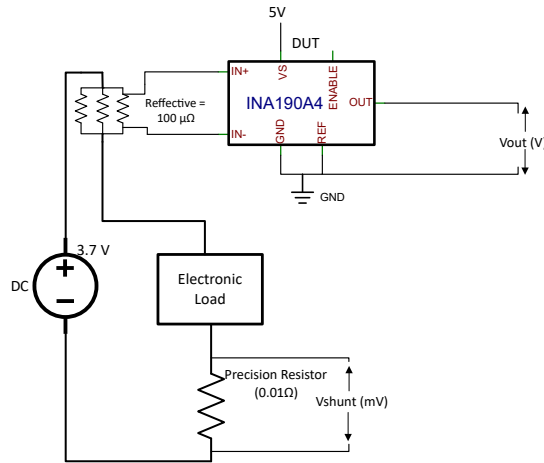 5V
DUT
IN+
VS
ENABLE
Reffective =
100 µΩ
INA190A4
OUT
IN-
GND
REF
Vout (V)
GND
3.7 V
DC
Electronic
Load
Precision Resistor
(0.01Ω)
Vshunt (mV)